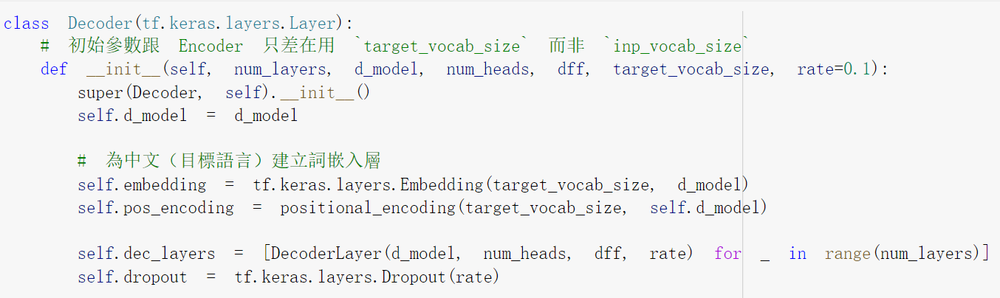 class Decoder(tf.keras.layers.Layer):
# 初始參數跟 Encoder 只差在用 `target_vocab_size` 而非 `inp_vocab_size`
def __init__(self, num_layers, d_model, num_heads, dff, target_vocab_size, rate=0.1):
super(Decoder, self).__init__()
self.d_model = d_model
# 為中文（目標語言）建立詞嵌入層
self.embedding = tf.keras.layers.Embedding(target_vocab_size, d_model)
self.pos_encoding = positional_encoding(target_vocab_size, self.d_model)
self.dec_layers = [DecoderLayer(d_model, num_heads, dff, rate) for _ in range(num_layers)]
self.dropout = tf.keras.layers.Dropout(rate)